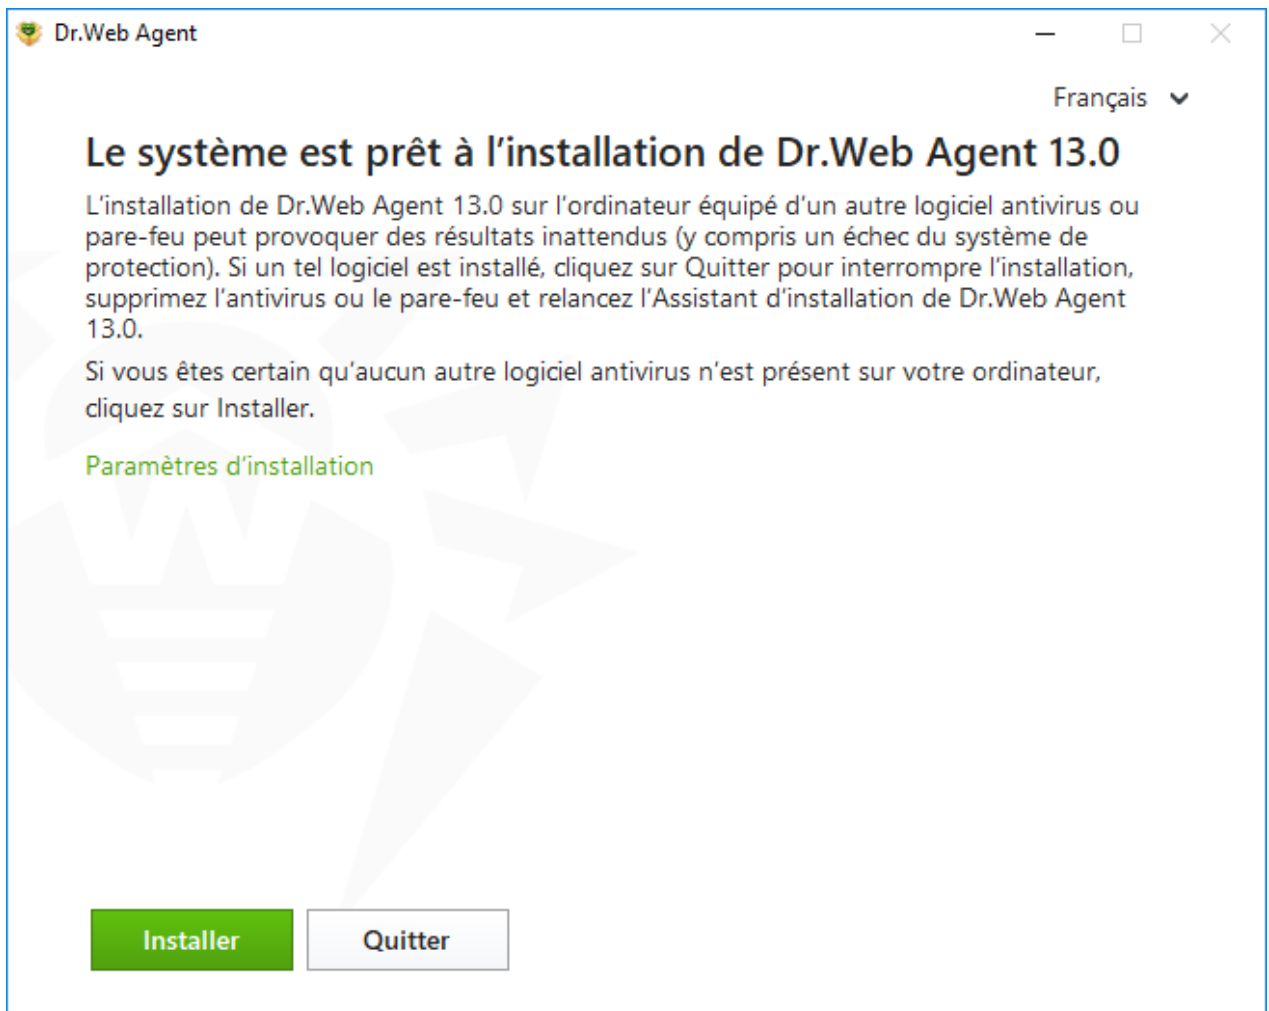 Dr.Web Agent
Français
Le système est prêt à l’installation de Dr.Web Agent 13.0
L’installation de Dr.Web Agent 13.0 sur l’ordinateur équipé d’un autre logiciel antivirus ou
pare-feu peut provoquer des résultats inattendus (y compris un échec du système de
protection). Si un tel logiciel est installé, cliquez sur Quitter pour interrompre l’installation,
supprimez l’antivirus ou le pare-feu et relancez l’Assistant d’installation de Dr.Web Agent
13.0.
Si vous êtes certain qu’aucun autre logiciel antivirus n’est présent sur votre ordinateur,
cliquez sur Installer.
Paramètres d’installation
Installer
Quitter